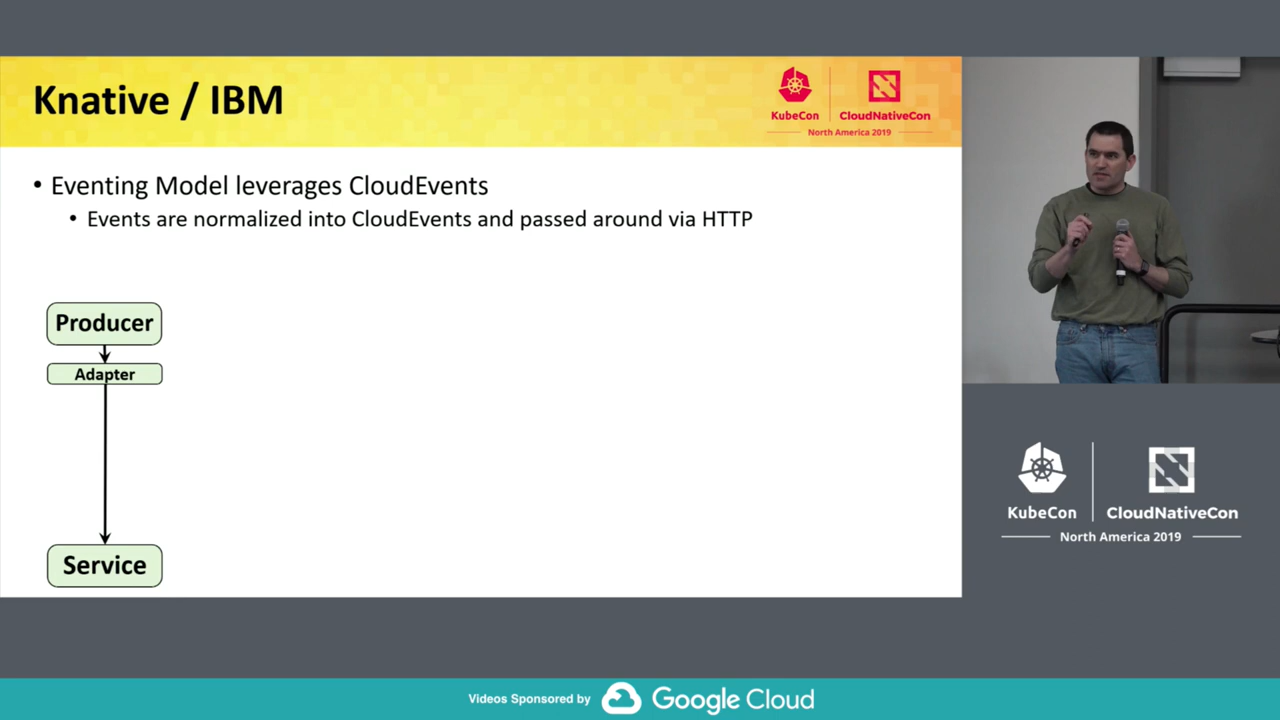 Knative / IBM
KubeCon
CloudNativeCon
North America 2019
• Eventing Model leverages CloudEvents
• Events are normalized into CloudEvents and passed around via HTTP
Producer
Adapter
Service
KubeCon
CloudNativeCon
North America 2019
Videos Sponsored by Google Cloud